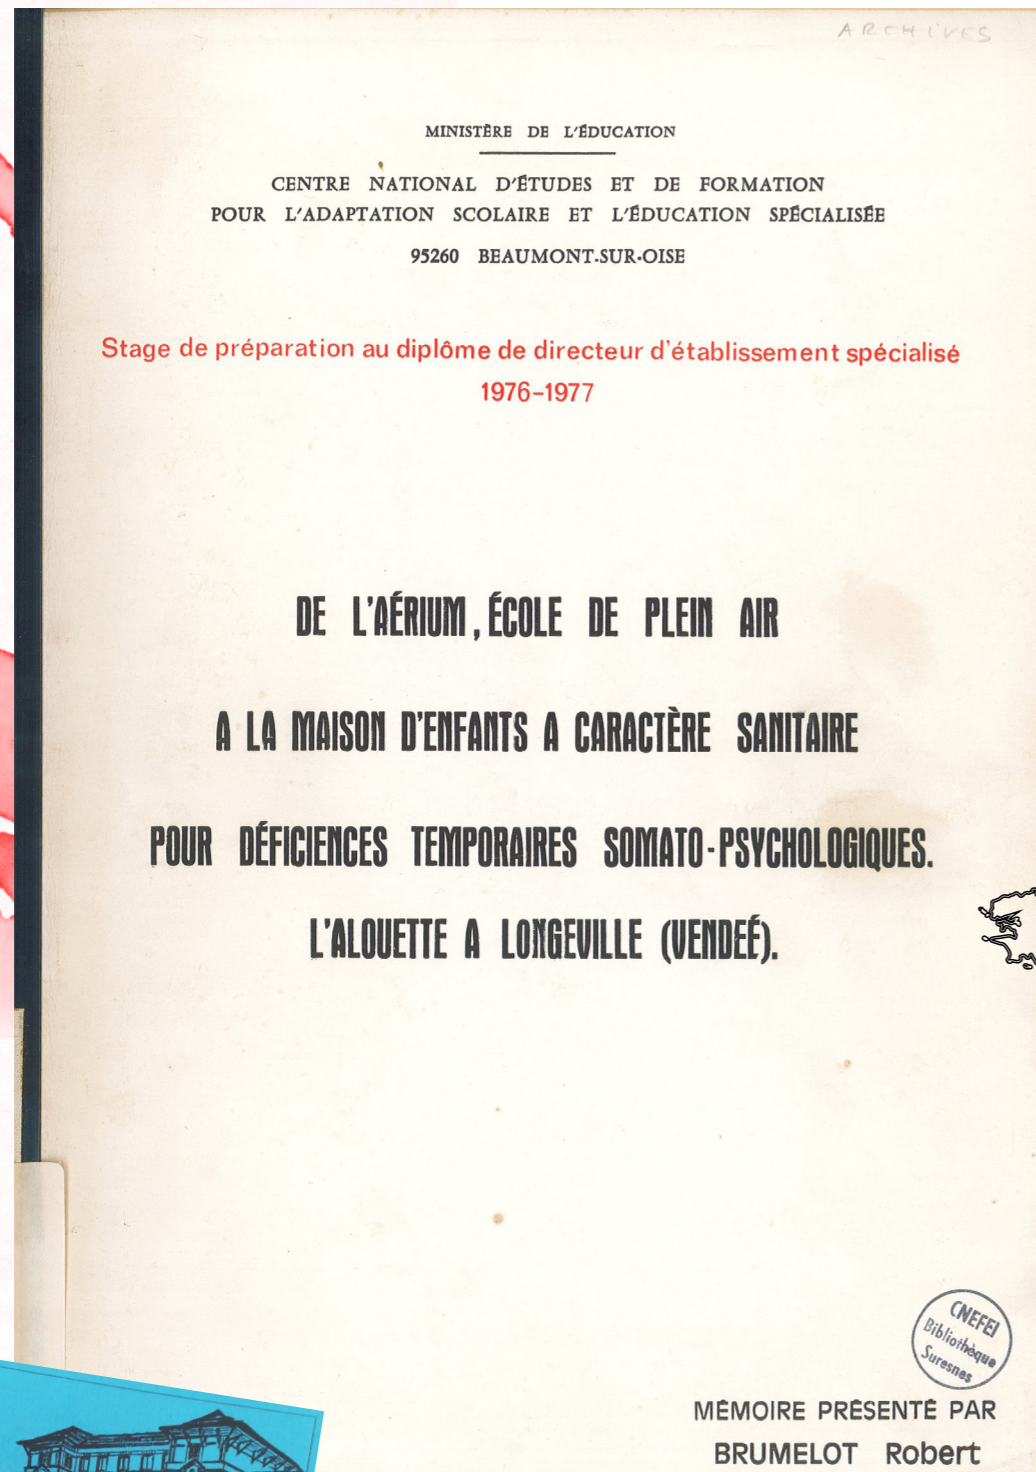 ARCHIVES
MINISTÈRE DE L'ÉDUCATION
CENTRE NATIONAL D'ÉTUDES ET DE FORMATION
POUR L'ADAPTATION SCOLAIRE ET L'ÉDUCATION SPÉCIALISÉE
95260 BEAUMONT-SUR-OISE
Stage de préparation au diplôme de directeur d'établissement spécialisé
1976-1977
DE L'AÉRIUM, ÉCOLE DE PLEIN AIR
A LA MAISON D'ENFANTS A CARACTÈRE SANITAIRE
POUR DÉFICIENCES TEMPORAIRES SOMATO-PSYCHOLOGIQUES.
L'ALOUETTE A LONGEVILLE (VENDEÉ).
CNEFEI
Bibliothèque
Suresnes
MÉMOIRE PRÉSENTÉ PAR
BRUMELOT Robert